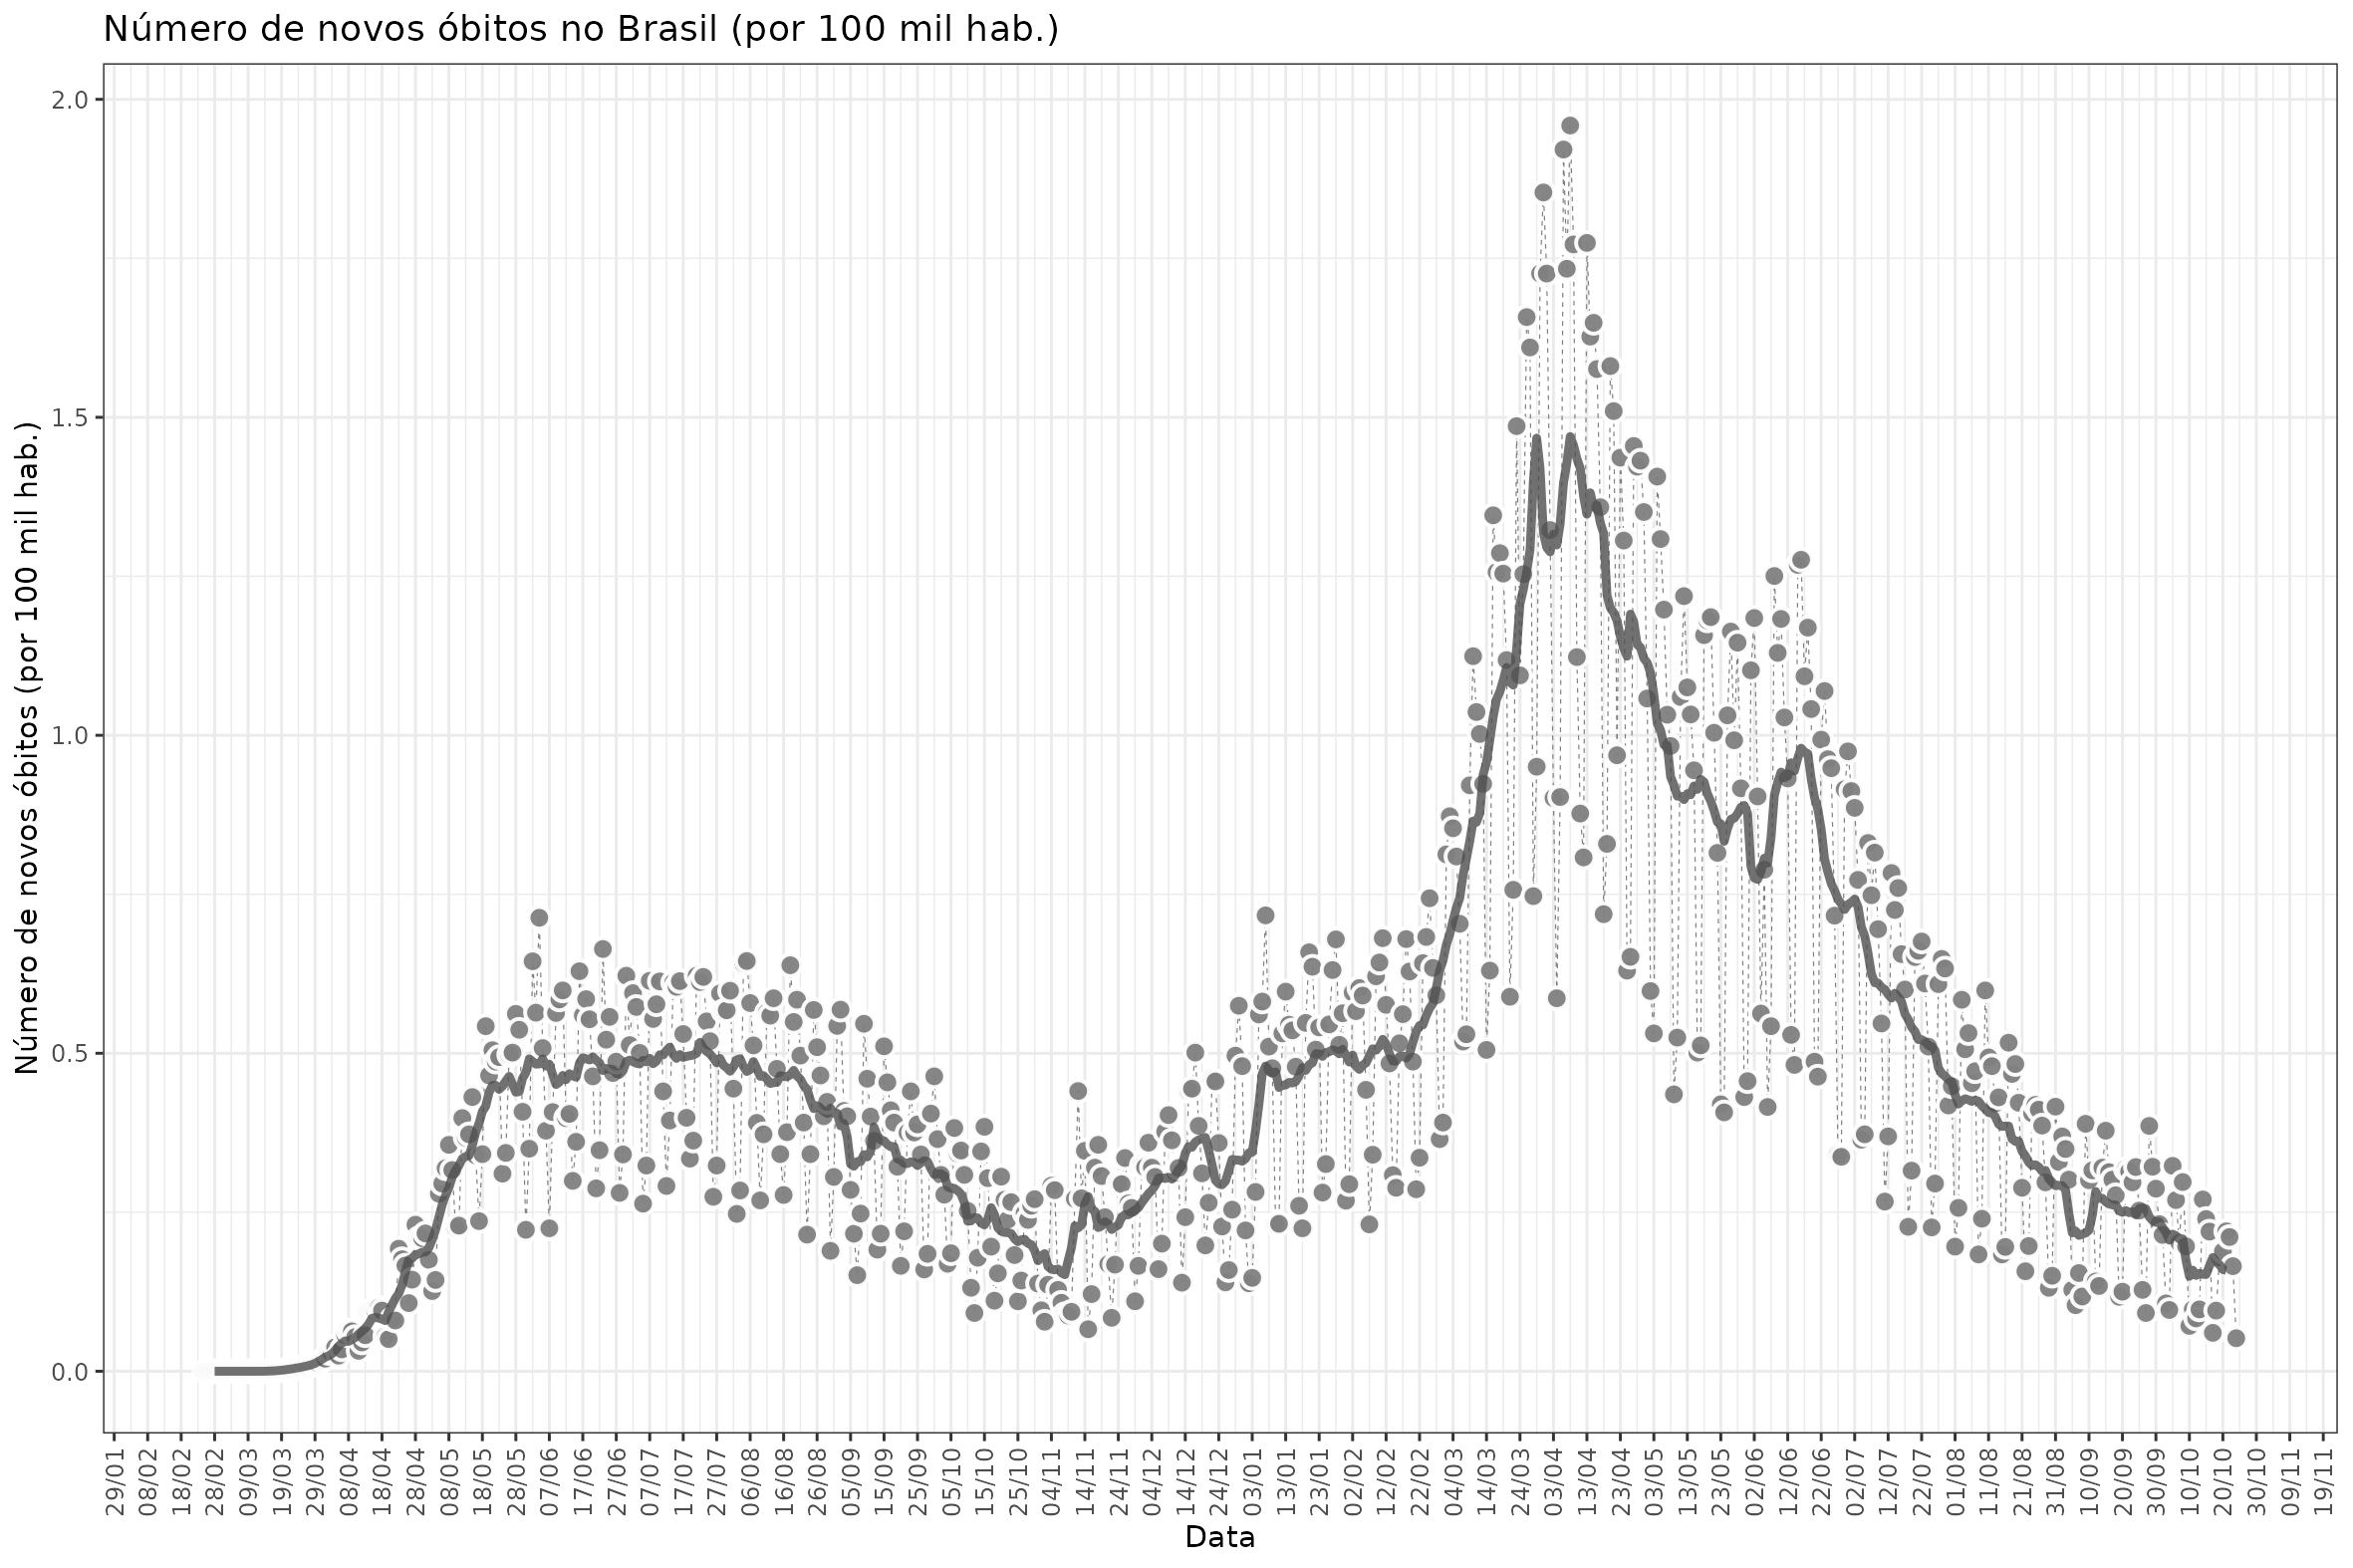 Número de novos óbitos no Brasil (por 100 mil hab.)
Número de novos óbitos (por 100 mil hab.)
2.0
1.5
1.0
0.5
0.0
29/01 08/02 18/02 28/02 09/03 19/03 29/03 08/04 18/04 28/04 08/05 18/05 28/05 07/06 17/06 27/06 07/07 17/07 27/07 06/08 16/08 26/08 05/09 15/09 25/09 05/10 15/10 25/10 04/11 14/11 24/11 04/12 14/12 24/12 03/01 13/01 23/01 02/02 12/02 22/02 04/03 14/03 24/03 03/04 13/04 23/04 03/05 13/05 23/05 02/06 12/06 22/06 02/07 12/07 22/07 01/08 11/08 21/08 31/08 10/09 20/09 30/09 10/10 20/10 30/10 09/11 19/11
Data